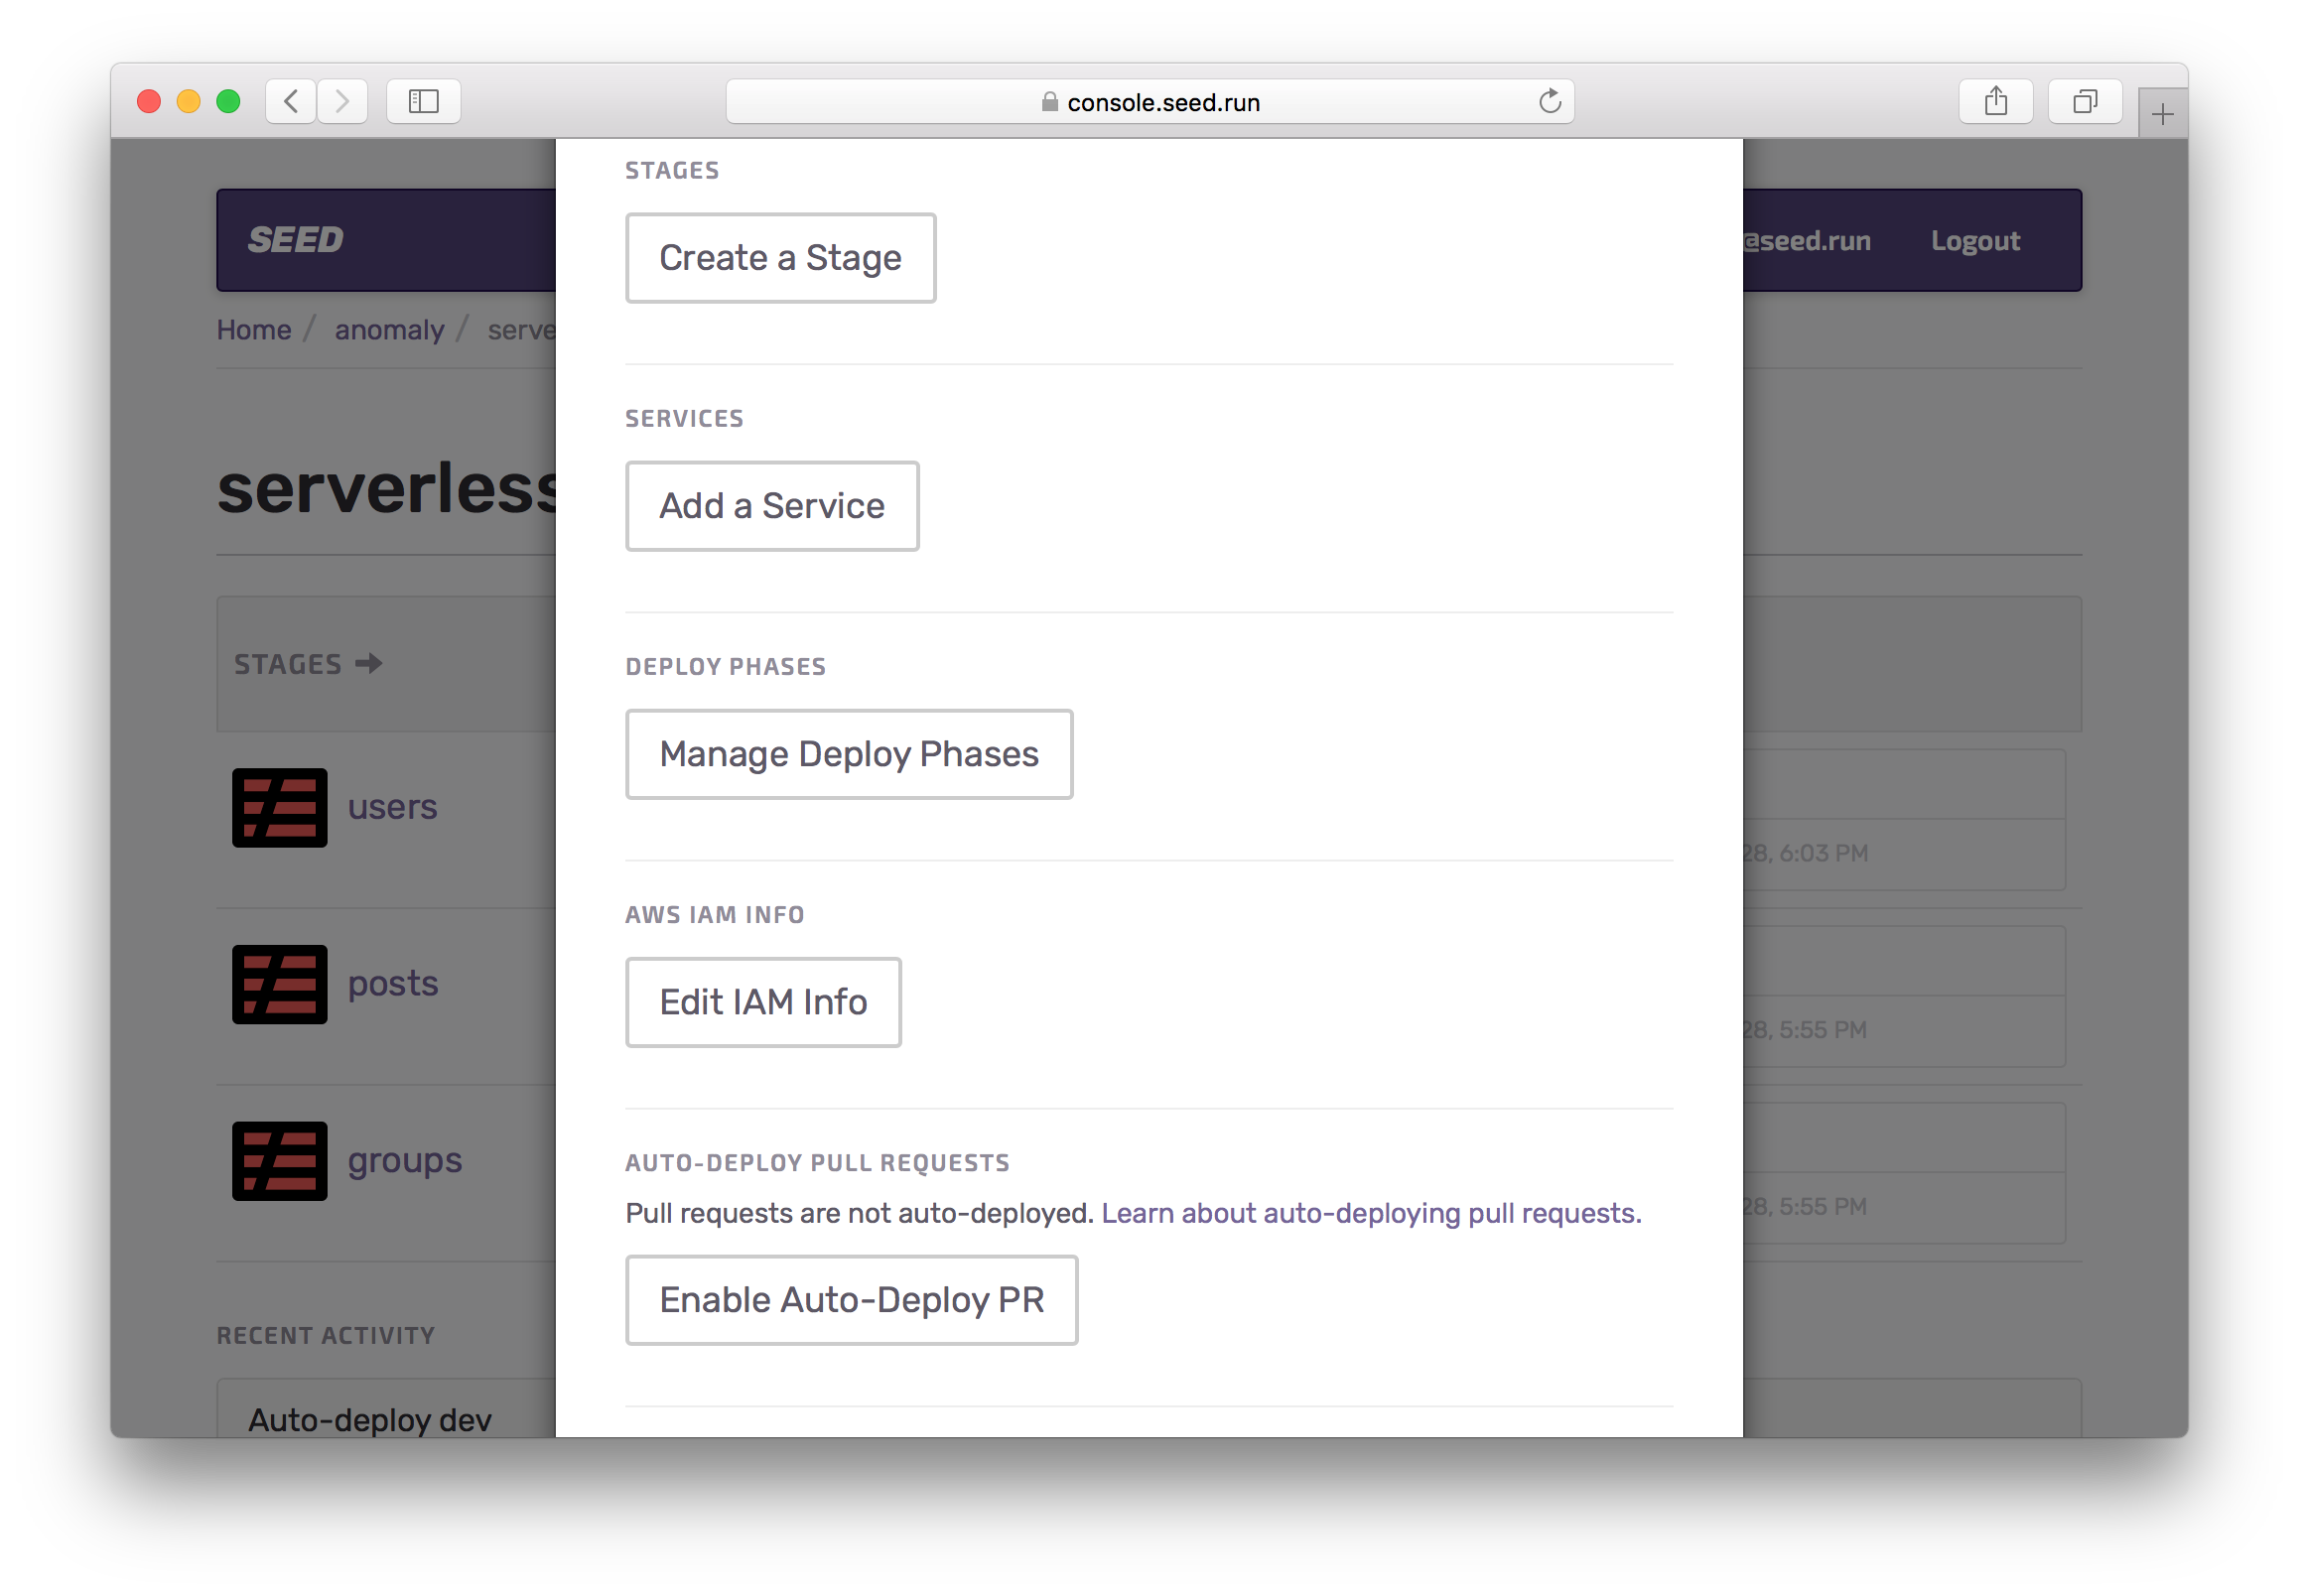 console.seed.run
SEED
@seed.run
Logout
Home / anomaly / serve
serverless
STAGES
users
28, 6:03 PM
posts
28, 5:55 PM
groups
28, 5:55 PM
RECENT ACTIVITY
Auto-deploy dev
STAGES
Create a Stage
SERVICES
Add a Service
DEPLOY PHASES
Manage Deploy Phases
AWS IAM INFO
Edit IAM Info
AUTO-DEPLOY PULL REQUESTS
Pull requests are not auto-deployed. Learn about auto-deploying pull requests.
Enable Auto-Deploy PR